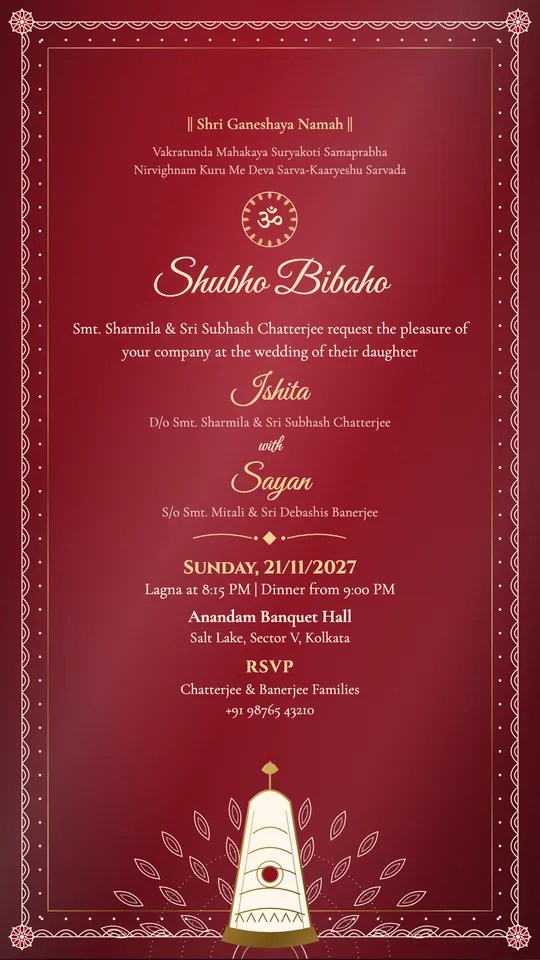 || Shri Ganeshaya Namah ||
Vakratunda Mahakaya Suryakoti Samaprabha
Nirvighnam Kuru Me Deva Sarva-Kaaryeshu Sarvada
ॐ
Shubho Bibaho
Smt. Sharmila & Sri Subhash Chatterjee request the pleasure of
your company at the wedding of their daughter
Ishita
D/o Smt. Sharmila & Sri Subhash Chatterjee
with
Sayan
S/o Smt. Mitali & Sri Debashis Banerjee
Sunday, 21/11/2027
Lagna at 8:15 PM | Dinner from 9:00 PM
Anandam Banquet Hall
Salt Lake, Sector V, Kolkata
RSVP
Chatterjee & Banerjee Families
+91 98765 43210